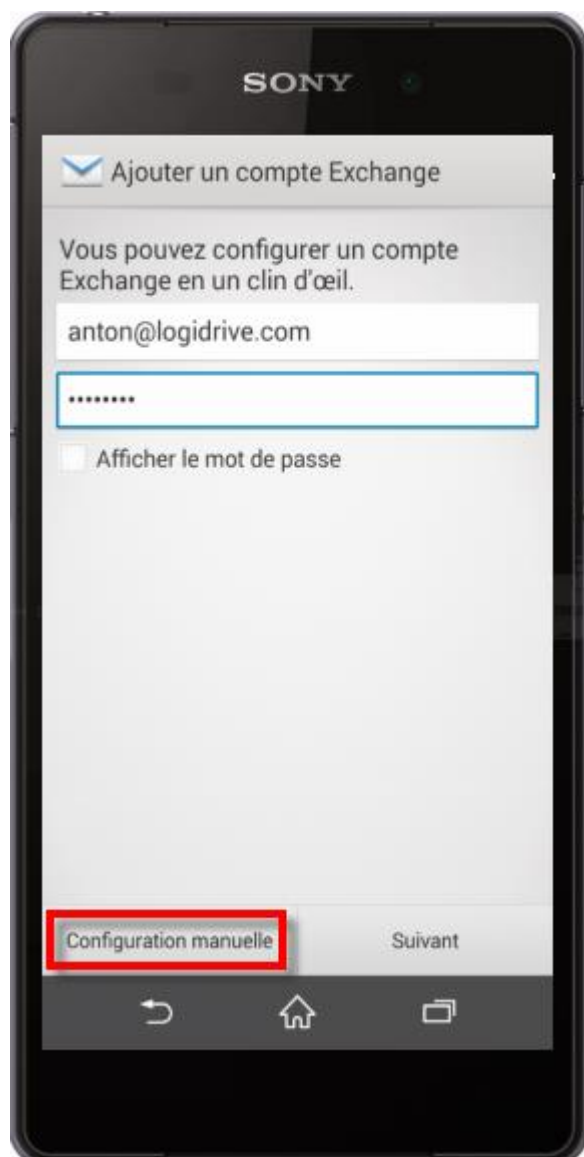 SONY
Ajouter un compte Exchange
Vous pouvez configurer un compte
Exchange en un clin d'œil.
anton@logidrive.com
••••••••
Afficher le mot de passe
Configuration manuelle
Suivant